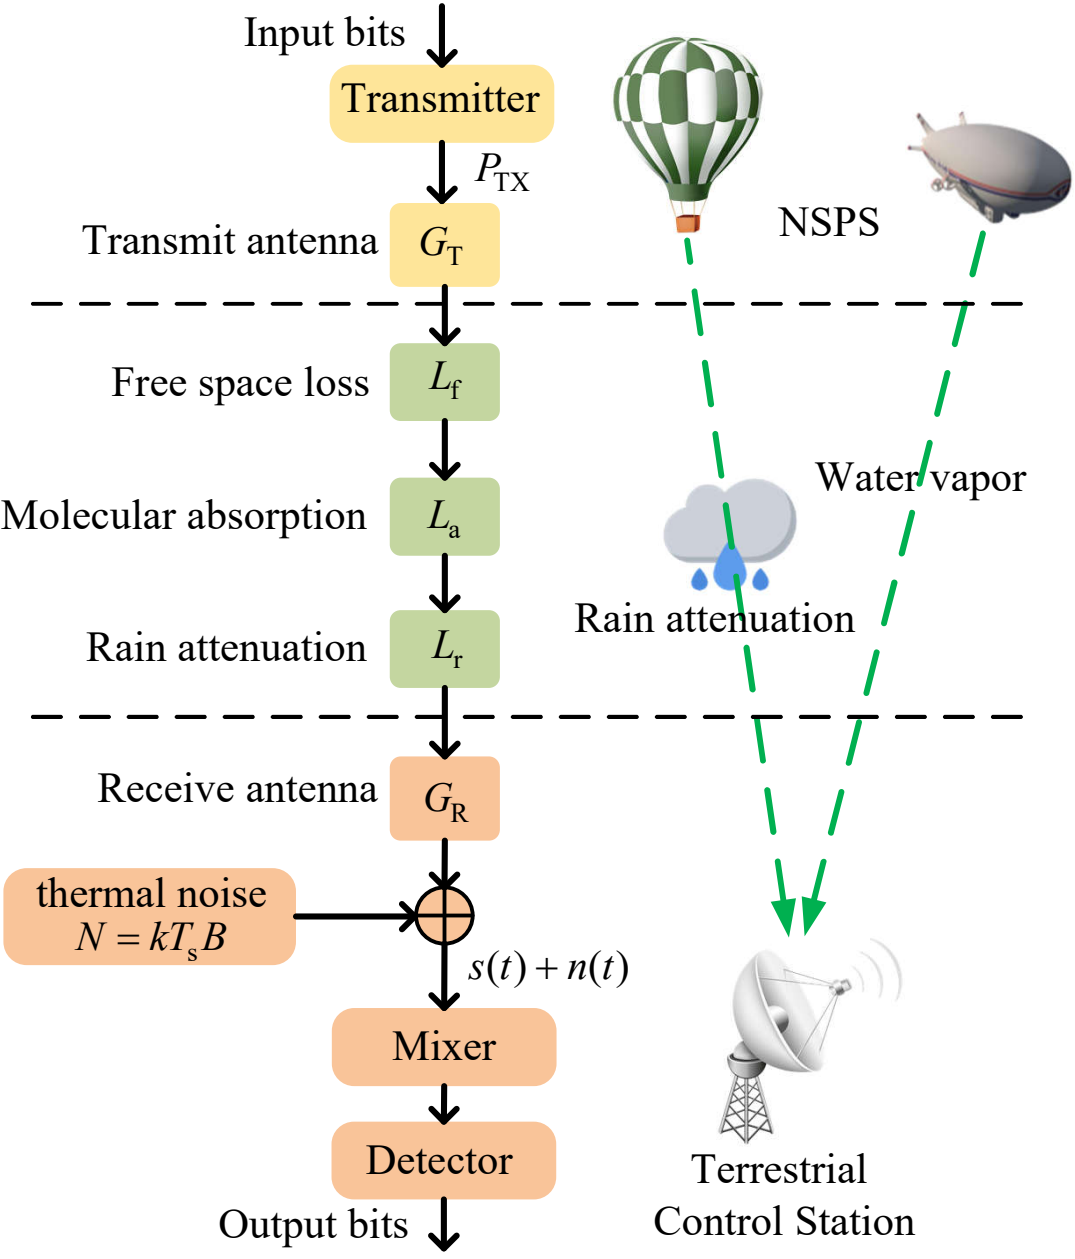 Input bits
Transmitter
P_TX
Transmit antenna
G_T
NSPS
Free space loss
L_f
Molecular absorption
L_a
Water vapor
Rain attenuation
L_r
Rain attenuation
Receive antenna
G_R
thermal noise
N = kT_sB
s(t) + n(t)
Mixer
Detector
Output bits
Terrestrial
Control Station